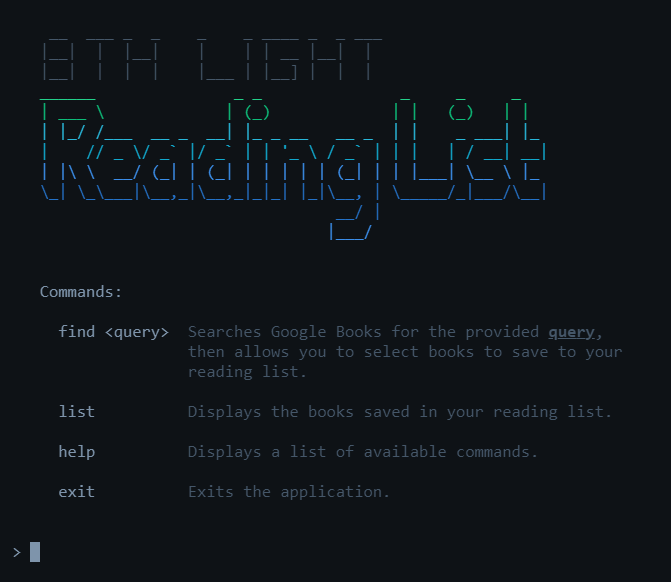 8TH LIGHT
Reading List
Commands:
find <query> Searches Google Books for the provided query,
then allows you to select books to save to your
reading list.
list Displays the books saved in your reading list.
help Displays a list of available commands.
exit Exits the application.
>